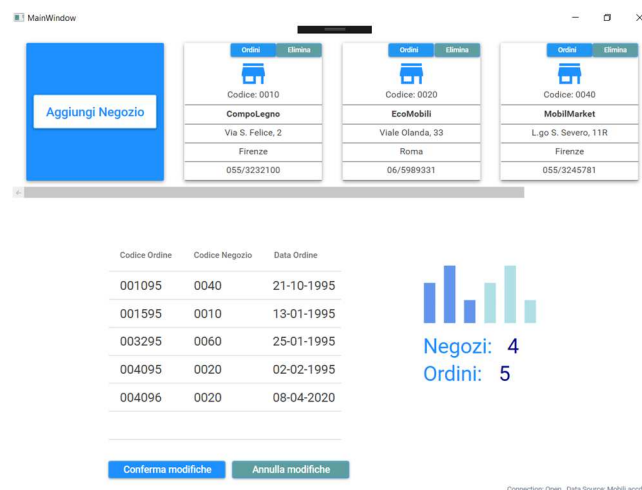 MainWindow
Aggiungi Negozio
Ordini Elimina
Codice: 0010
CompoLegno
Via S. Felice, 2
Firenze
055/3232100
Ordini Elimina
Codice: 0020
EcoMobili
Viale Olanda, 33
Roma
06/5989331
Ordini Elimina
Codice: 0040
MobilMarket
L.go S. Severo, 11R
Firenze
055/3245781
Codice Ordine Codice Negozio Data Ordine
001095 0040 21-10-1995
001595 0010 13-01-1995
003295 0060 25-01-1995
004095 0020 02-02-1995
004096 0020 08-04-2020
Conferma modifiche Annulla modifiche
Negozi: 4
Ordini: 5
Connection: Open Data Source: Mobili